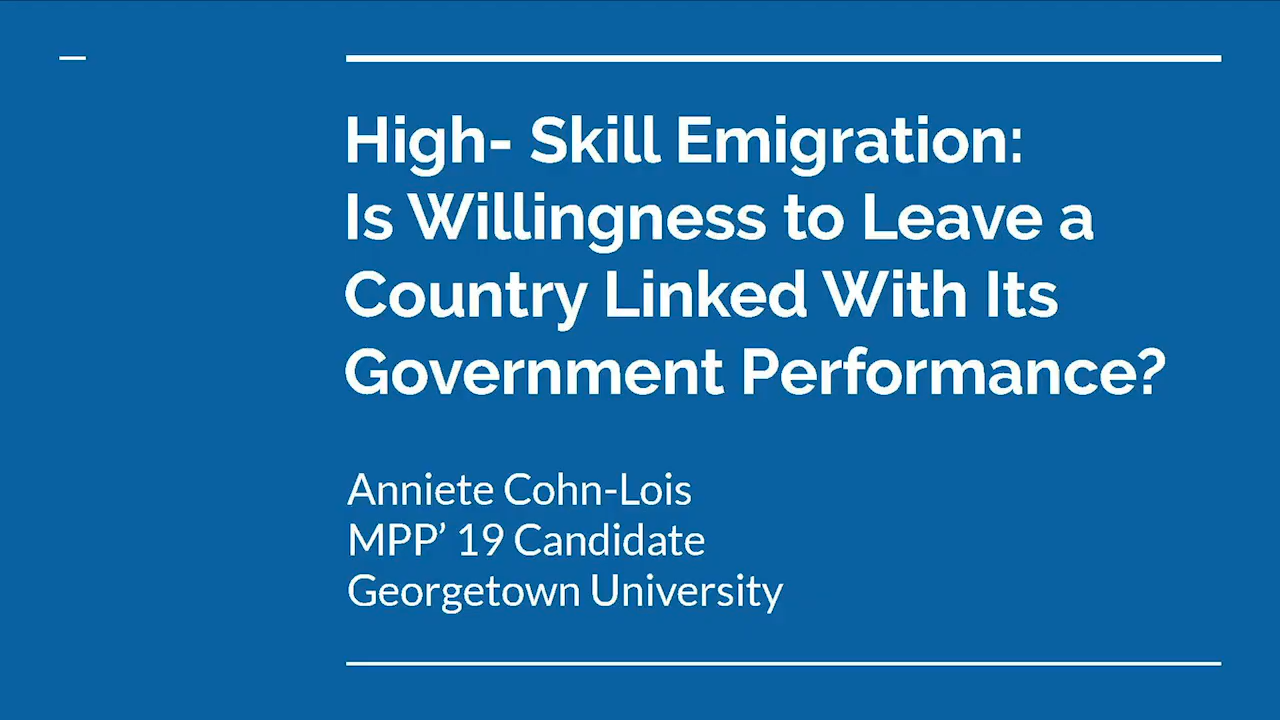 High- Skill Emigration:
Is Willingness to Leave a
Country Linked With Its
Government Performance?
Anniete Cohn-Lois
MPP’ 19 Candidate
Georgetown University